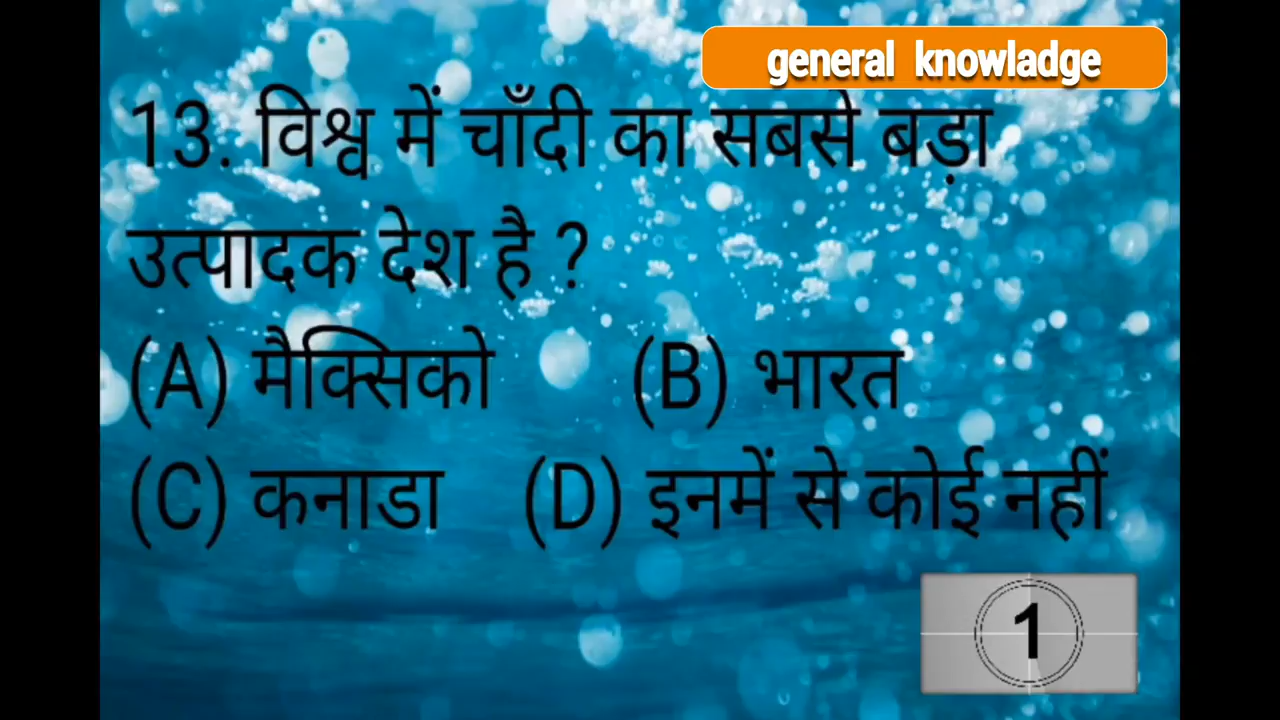 general knowladge
13. विश्व में चाँदी का सबसे बड़ा
उत्पादक देश है ?
(A) मैक्सिको (B) भारत
(C) कनाडा (D) इनमें से कोई नहीं
1